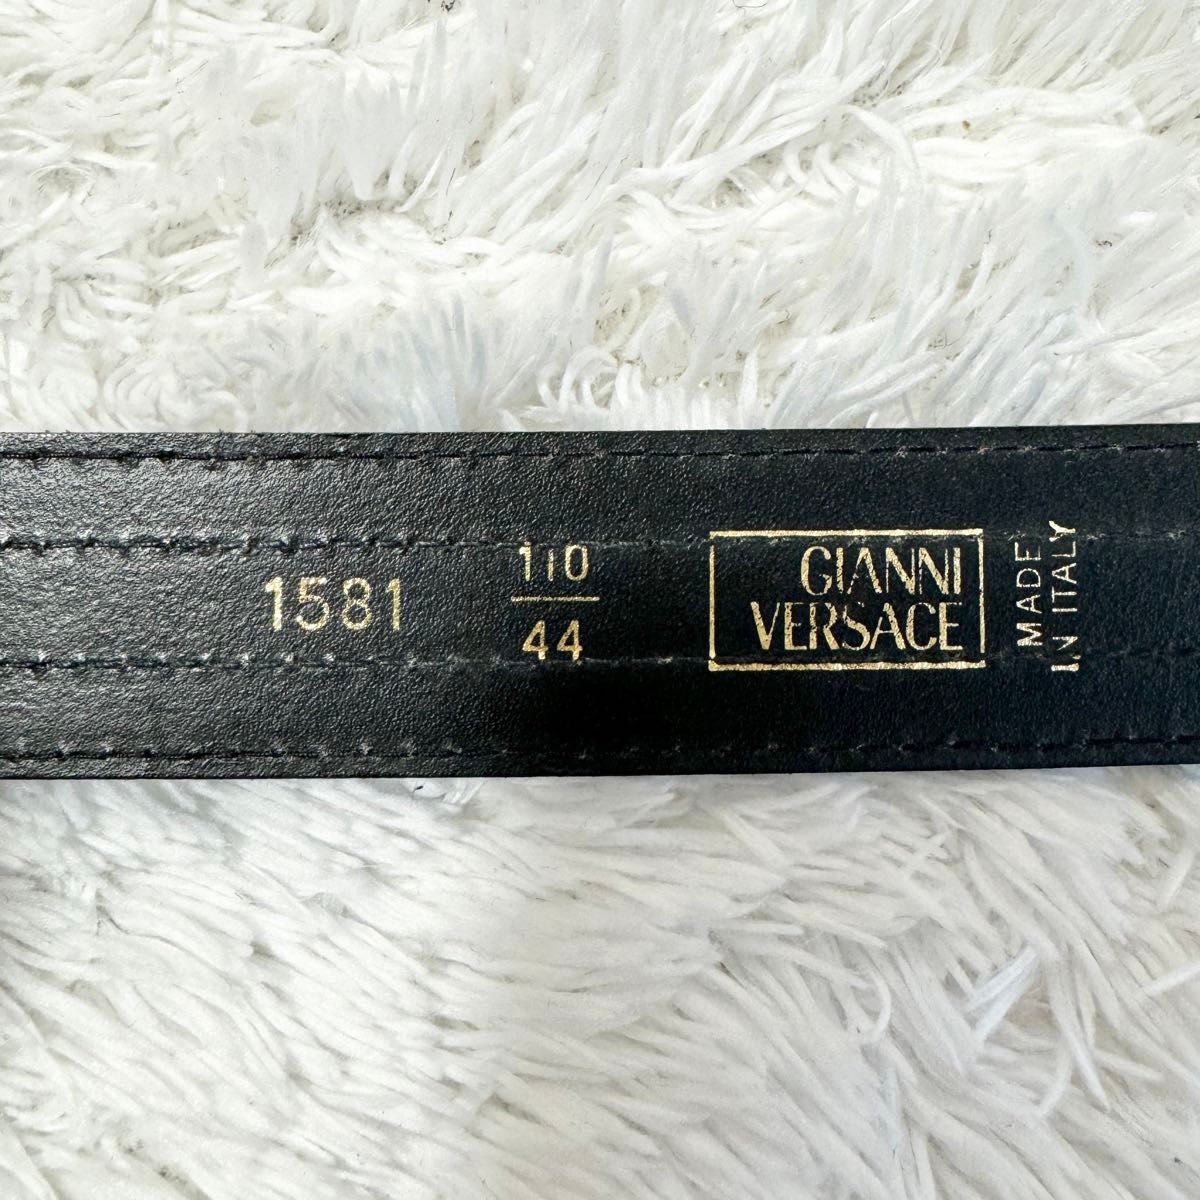 1581
110
44
GIANNI
VERSACE
MADE
IN ITALY